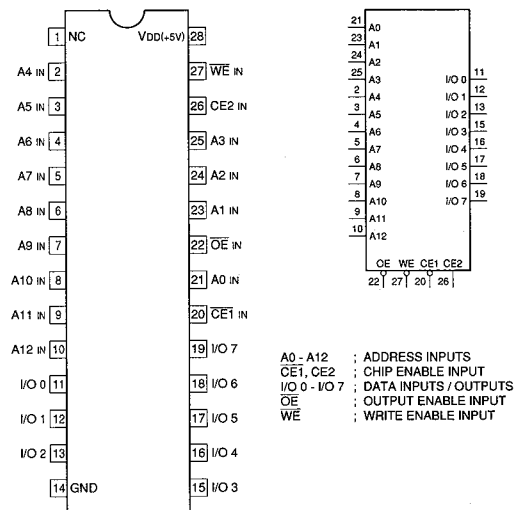 1 NC VDD(+5V) 28
A4 IN 2 27 W̅E̅ IN
A5 IN 3 26 CE2 IN
A6 IN 4 25 A3 IN
A7 IN 5 24 A2 IN
A8 IN 6 23 A1 IN
A9 IN 7 22 O̅E̅ IN
A10 IN 8 21 A0 IN
A11 IN 9 20 C̅E̅1̅ IN
A12 IN 10 19 I/O 7
I/O 0 11 18 I/O 6
I/O 1 12 17 I/O 5
I/O 2 13 16 I/O 4
14 GND 15 I/O 3
21 A0
23 A1
24 A2
25 A3 I/O 0 11
2 A4 I/O 1 12
3 A5 I/O 2 13
4 A6 I/O 3 15
5 A7 I/O 4 16
6 A8 I/O 5 17
7 A9 I/O 6 18
8 A10 I/O 7 19
9 A11
10 A12
OE WE CE1 CE2
22 27 20 26
A0 - A12 ; ADDRESS INPUTS
C̅E̅1̅, CE2 ; CHIP ENABLE INPUT
I/O 0 - I/O 7 ; DATA INPUTS / OUTPUTS
O̅E̅ ; OUTPUT ENABLE INPUT
W̅E̅ ; WRITE ENABLE INPUT